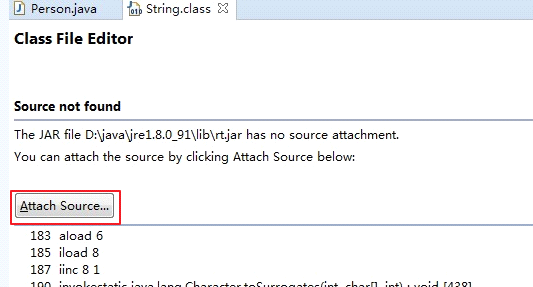 Person.java String.class
Class File Editor
Source not found
The JAR file D:\java\jre1.8.0_91\lib\rt.jar has no source attachment.
You can attach the source by clicking Attach Source below:
Attach Source...
183 aload 6
185 iload 8
187 iinc 8 1
190 invokestatic java.lang.Character.toSurrogates(int, char[], int) : void [438]